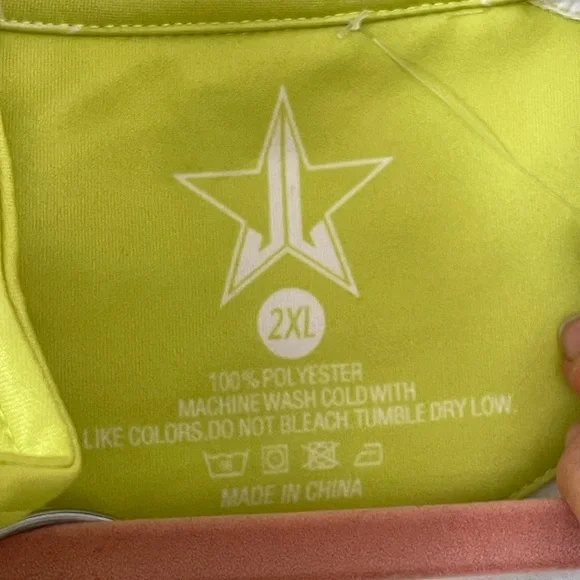 2XL
100% POLYESTER
MACHINE WASH COLD WITH
LIKE COLORS.DO NOT BLEACH.TUMBLE DRY LOW.
MADE IN CHINA